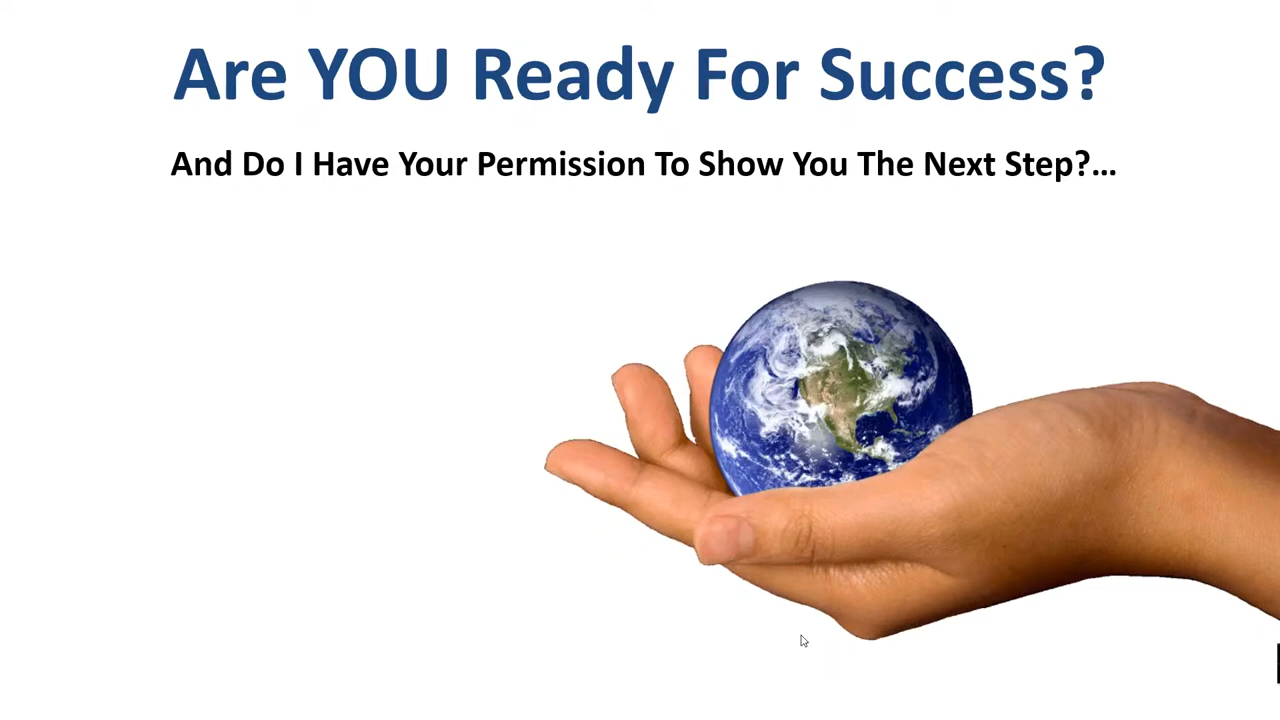 Are YOU Ready For Success?
And Do I Have Your Permission To Show You The Next Step?...